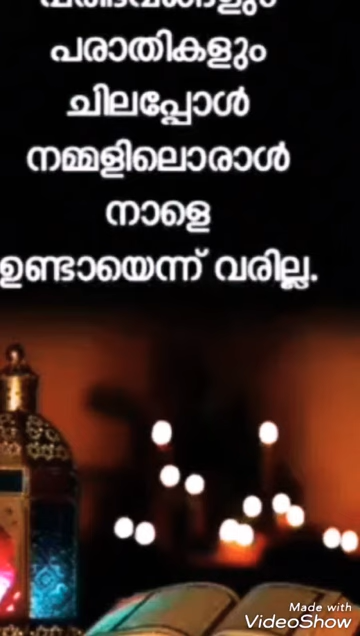 പരാതികളും
ചിലപ്പോൾ
നമ്മളിലൊരാൾ
നാളെ
ഉണ്ടായെന്ന് വരില്ല.
Made with
VideoShow